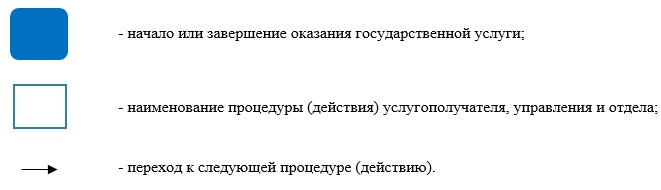 - начало или завершение оказания государственной услуги;
- наименование процедуры (действия) услугополучателя, управления и отдела;
- переход к следующей процедуре (действию).